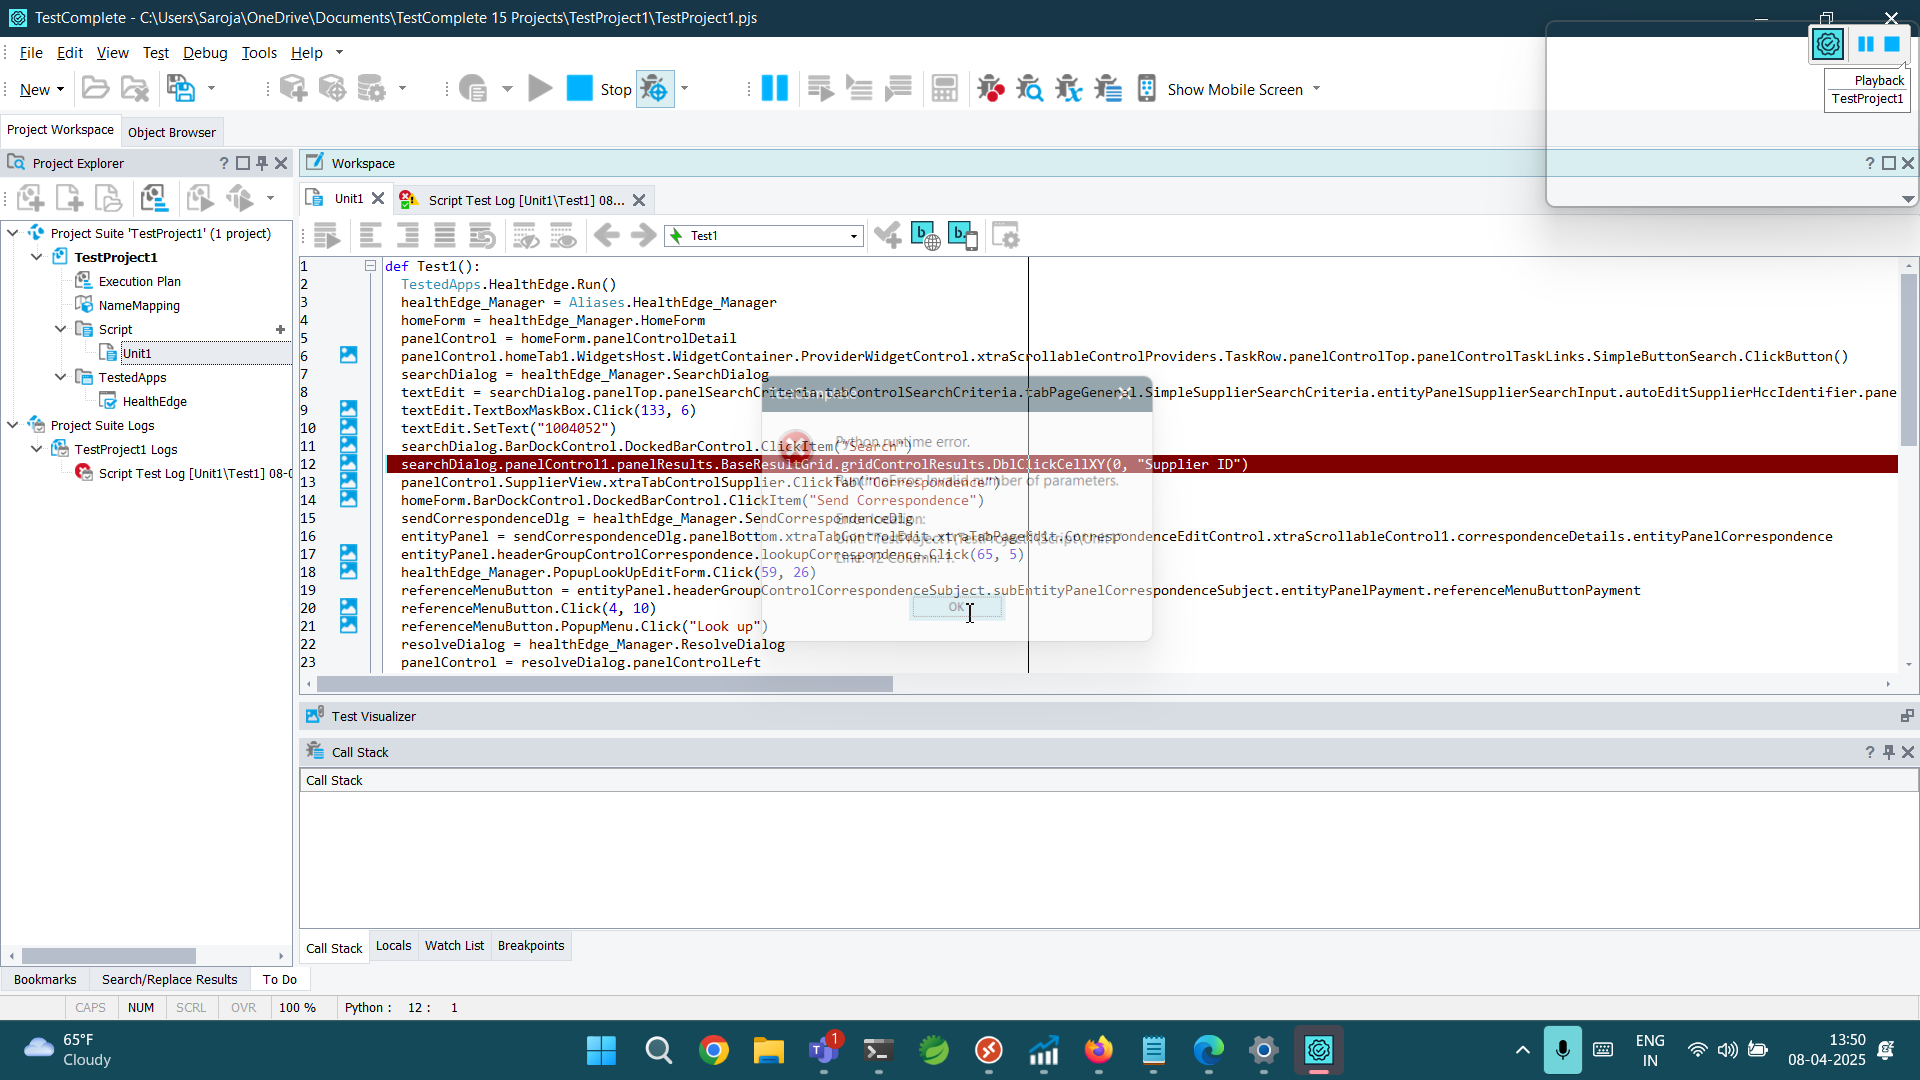 TestComplete - C:\Users\Saroja\OneDrive\Documents\TestComplete 15 Projects\TestProject1\TestProject1.pjs
File Edit View Test Debug Tools Help
Playback
TestProject1
New
Stop
Show Mobile Screen
Project Workspace
Object Browser
Project Explorer
Workspace
Unit1
Script Test Log [Unit1\Test1] 08...
Test1
Project Suite 'TestProject1' (1 project)
TestProject1
Execution Plan
NameMapping
Script
Unit1
TestedApps
HealthEdge
Project Suite Logs
TestProject1 Logs
Script Test Log [Unit1\Test1] 08-0
1 def Test1():
2 TestedApps.HealthEdge.Run()
3 healthEdge_Manager = Aliases.HealthEdge_Manager
4 homeForm = healthEdge_Manager.HomeForm
5 panelControl = homeForm.panelControlDetail
6 panelControl.homeTab1.WidgetsHost.WidgetContainer.ProviderWidgetControl.xtraScrollableControlProviders.TaskRow.panelControlTop.panelControlTaskLinks.SimpleButtonSearch.ClickButton()
7 searchDialog = healthEdge_Manager.SearchDialog
8 textEdit = searchDialog.panelTop.panelSearchCriteria.tabControlSearchCriteria.tabPageGeneral.SimpleSupplierSearchCriteria.entityPanelSupplierSearchInput.autoEditSupplierHccIdentifier.pane
9 textEdit.TextBoxMaskBox.Click(133, 6)
10 textEdit.SetText("1004052")
11 searchDialog.BarDockControl.DockedBarControl.ClickItem("Search")
12 searchDialog.panelControl1.panelResults.BaseResultGrid.gridControlResults.DblClickCellXY(0, "Supplier ID")
13 panelControl.SupplierView.xtraTabControlSupplier.ClickTab("Correspondence")
14 homeForm.BarDockControl.DockedBarControl.ClickItem("Send Correspondence")
15 sendCorrespondenceDlg = healthEdge_Manager.SendCorrespondenceDlg
16 entityPanel = sendCorrespondenceDlg.panelBottom.xtraTabControlEdit.xtraTabPageEdit.CorrespondenceEditControl.xtraScrollableControl1.correspondenceDetails.entityPanelCorrespondence
17 entityPanel.headerGroupControlCorrespondence.lookupCorrespondence.Click(65, 5)
18 healthEdge_Manager.PopupLookUpEditForm.Click(59, 26)
19 referenceMenuButton = entityPanel.headerGroupControlCorrespondenceSubject.subEntityPanelCorrespondenceSubject.entityPanelPayment.referenceMenuButtonPayment
20 referenceMenuButton.Click(4, 10)
21 referenceMenuButton.PopupMenu.Click("Look up")
22 resolveDialog = healthEdge_Manager.ResolveDialog
23 panelControl = resolveDialog.panelControlLeft
TestComplete
Python runtime error.
RuntimeError: Invalid number of parameters.
Error location:
Unit: "TestProject1\TestProject1\Script\Unit1"
Line: 12 Column: 1.
OK
Test Visualizer
Call Stack
Call Stack
Call Stack Locals Watch List Breakpoints
Bookmarks Search/Replace Results To Do
CAPS NUM SCRL OVR 100 % Python : 12 : 1
65°F
Cloudy
1
ENG
IN
13:50
08-04-2025